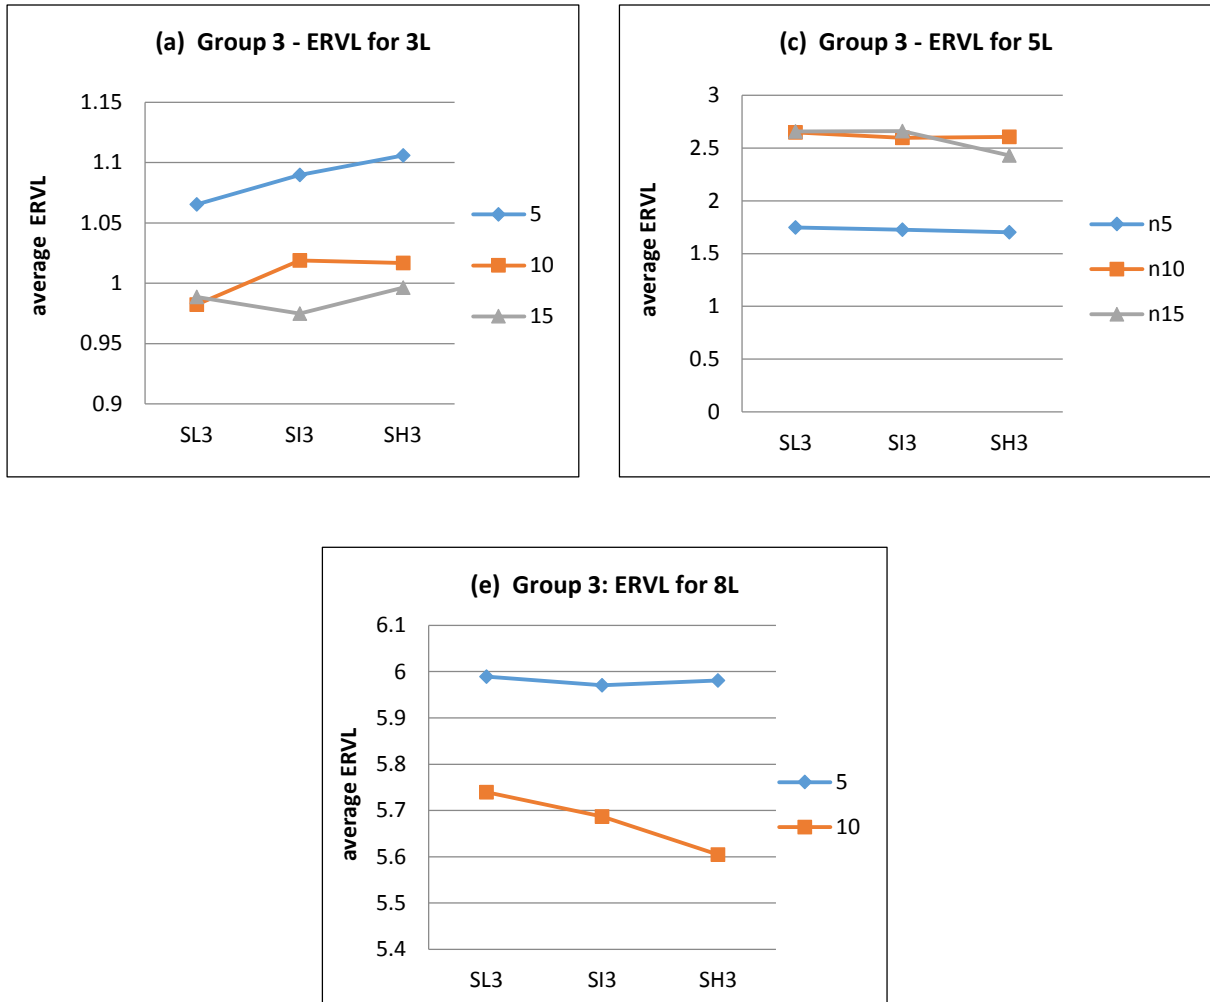 (a) Group 3 - ERVL for 3L
average ERVL
1.15
1.1
1.05
1
0.95
0.9
SL3 SI3 SH3
5
10
15
(c) Group 3 - ERVL for 5L
average ERVL
3
2.5
2
1.5
1
0.5
0
SL3 SI3 SH3
n5
n10
n15
(e) Group 3: ERVL for 8L
average ERVL
6.1
6
5.9
5.8
5.7
5.6
5.5
5.4
SL3 SI3 SH3
5
10